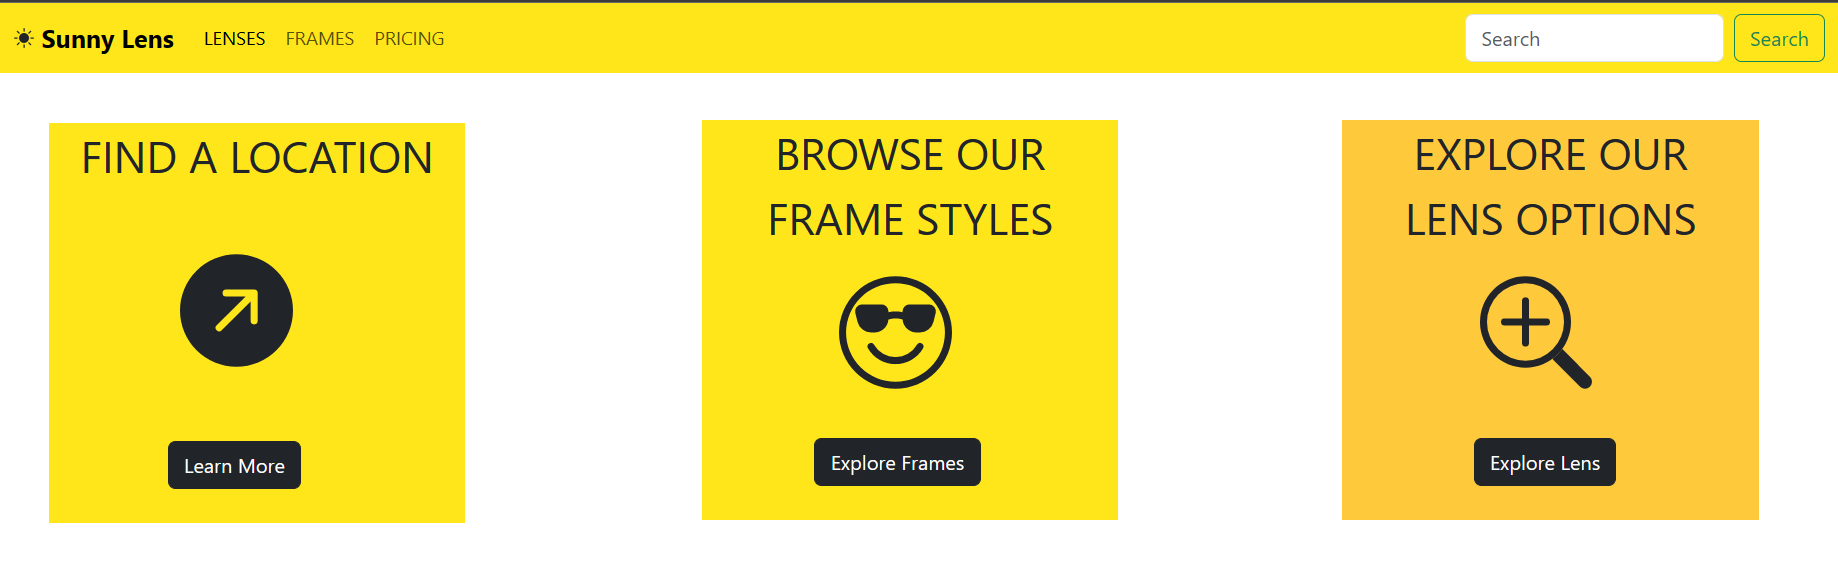 Sunny Lens LENSES FRAMES PRICING Search Search
FIND A LOCATION
Learn More
BROWSE OUR
FRAME STYLES
Explore Frames
EXPLORE OUR
LENS OPTIONS
Explore Lens